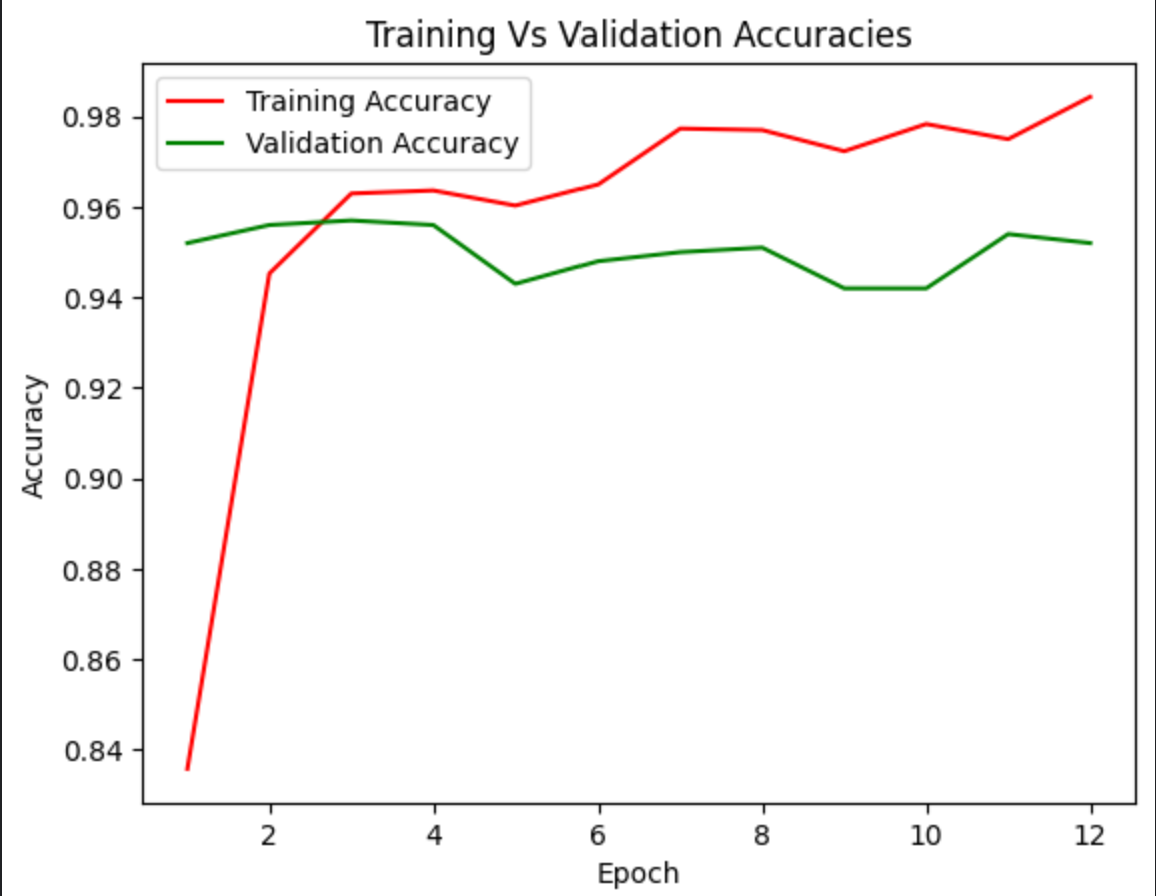 Training Vs Validation Accuracies
Training Accuracy
Validation Accuracy
0.98
0.96
0.94
0.92
0.90
0.88
0.86
0.84
Accuracy
2 4 6 8 10 12
Epoch